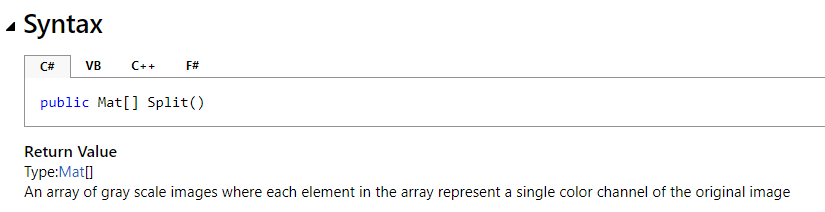 Syntax
C# VB C++ F#
public Mat[] Split()
Return Value
Type:Mat[]
An array of gray scale images where each element in the array represent a single color channel of the original image